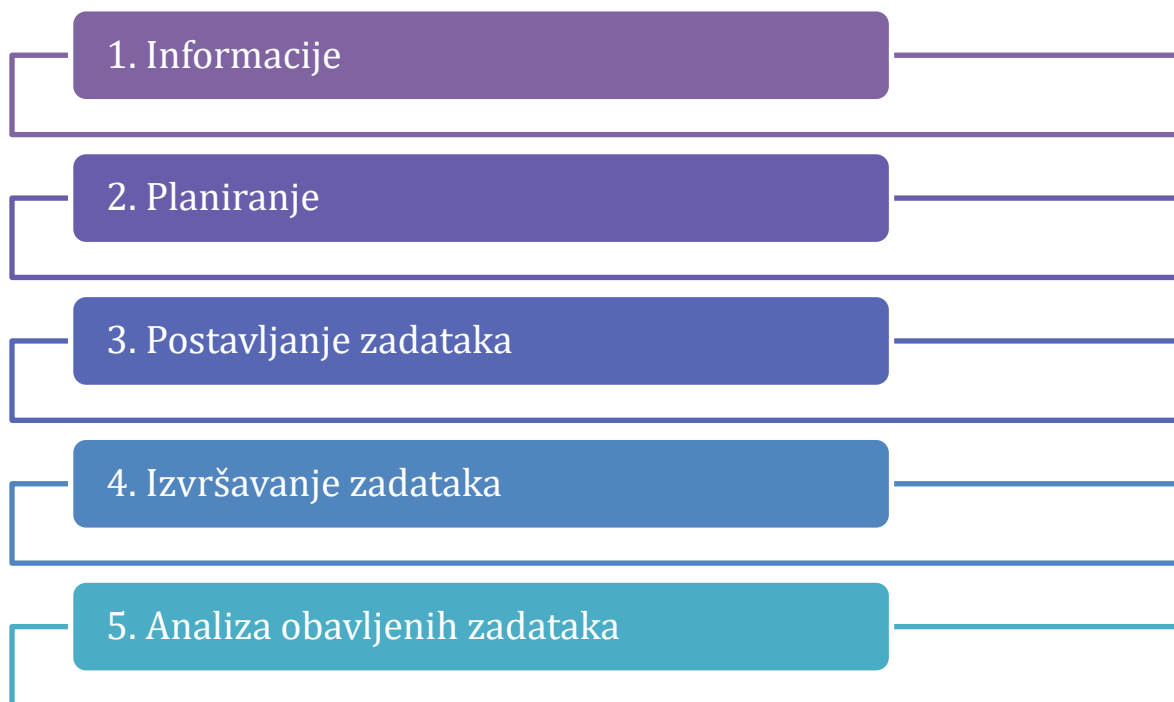 1. Informacije
2. Planiranje
3. Postavljanje zadataka
4. Izvršavanje zadataka
5. Analiza obavljenih zadataka